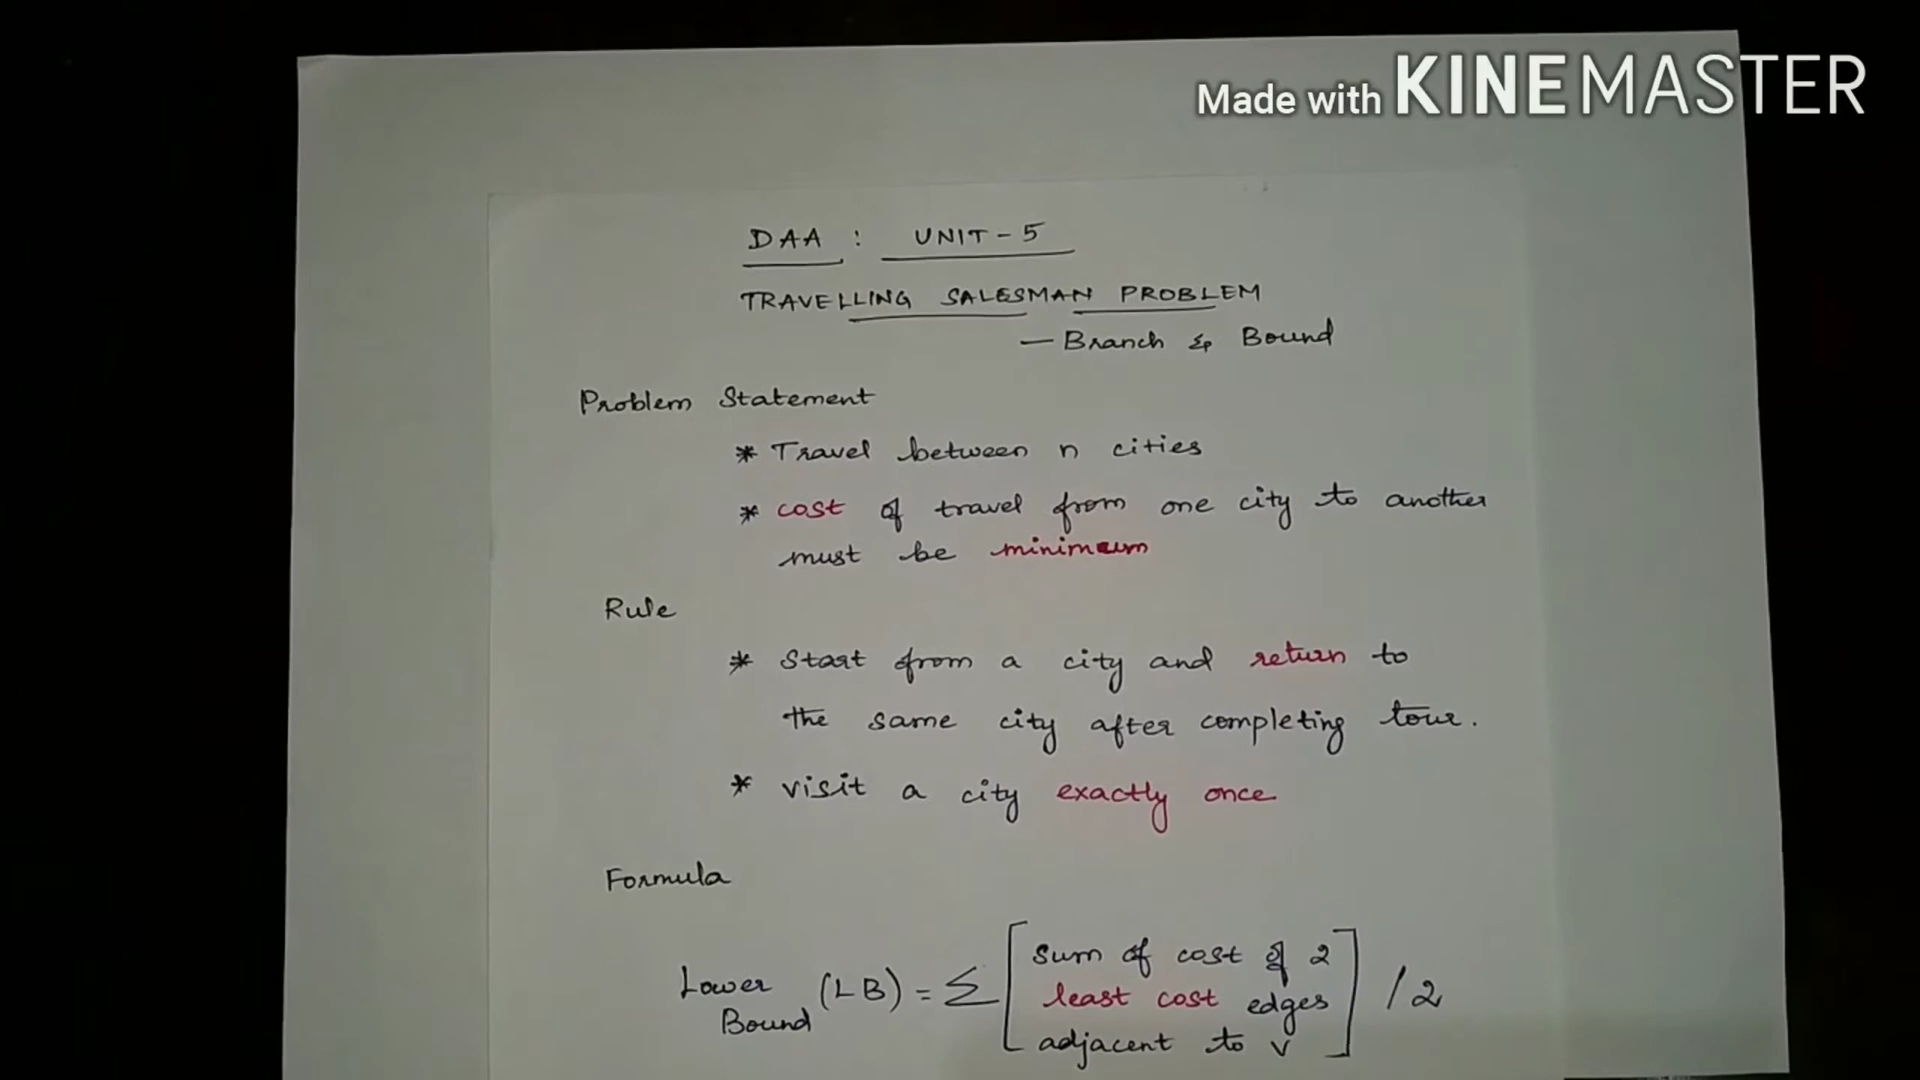 Made with KINEMASTER
DAA : UNIT - 5
TRAVELLING SALESMAN PROBLEM
— Branch & Bound
Problem Statement
* Travel between n cities
* cost of travel from one city to another
must be minimum
Rule
* Start from a city and return to
the same city after completing tour.
* visit a city exactly once
Formula
Lower Bound (LB) = Σ [ sum of cost of 2
least cost edges
adjacent to v ] / 2